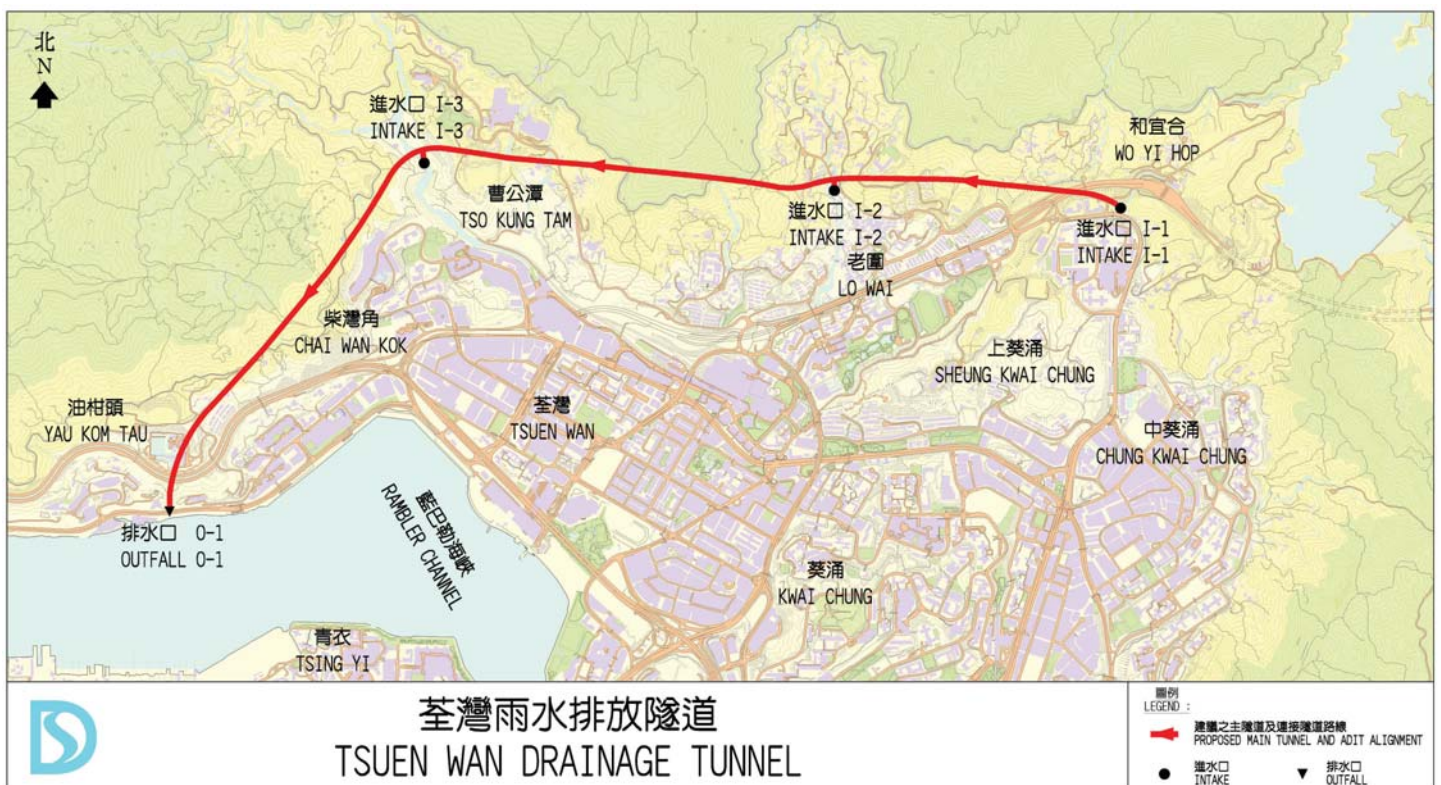 北
N
進水口 I-3
INTAKE I-3
和宜合
WO YI HOP
曹公潭
TSO KUNG TAM
進水口 I-2
INTAKE I-2
進水口 I-1
INTAKE I-1
老圍
LO WAI
柴灣角
CHAI WAN KOK
上葵涌
SHEUNG KWAI CHUNG
油柑頭
YAU KOM TAU
荃灣
TSUEN WAN
中葵涌
CHUNG KWAI CHUNG
藍巴勒海峽
RAMBLER CHANNEL
排水口 O-1
OUTFALL O-1
葵涌
KWAI CHUNG
青衣
TSING YI
荃灣雨水排放隧道
TSUEN WAN DRAINAGE TUNNEL
圖例
LEGEND :
建議之主隧道及連接隧道路線
PROPOSED MAIN TUNNEL AND ADIT ALIGNMENT
進水口
INTAKE
排水口
OUTFALL